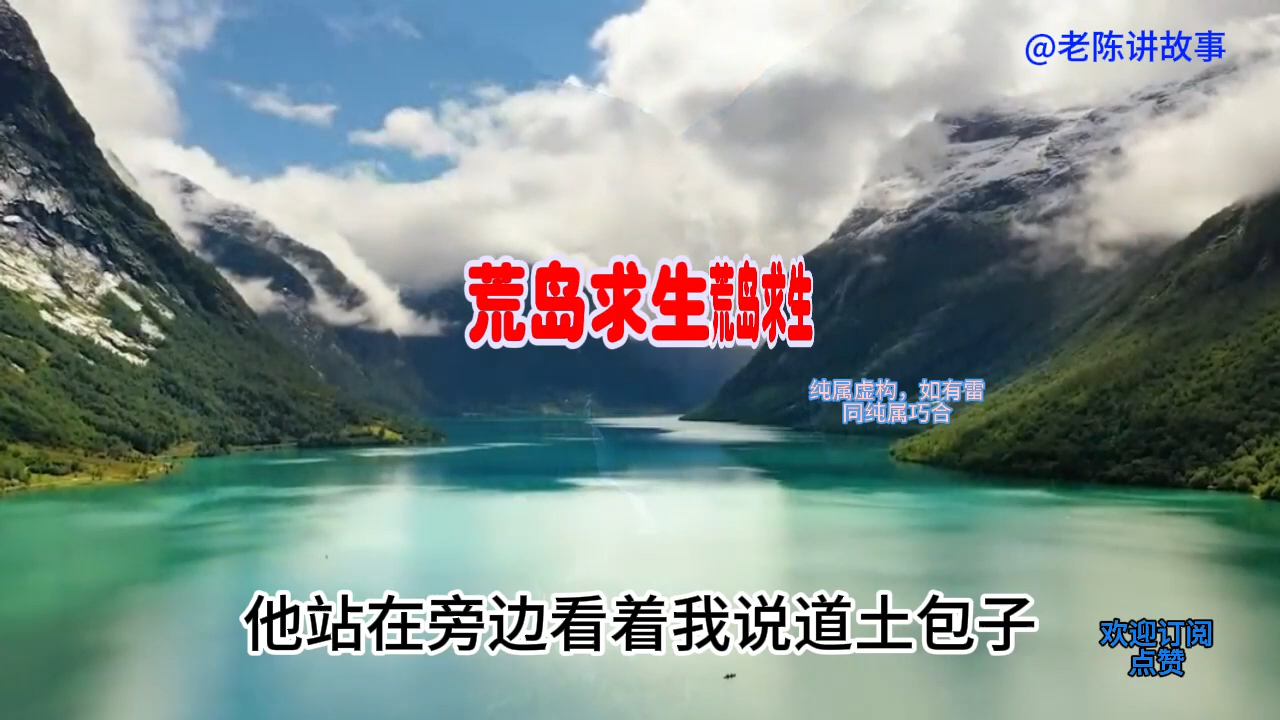 @老陈讲故事
荒岛求生荒岛求生
纯属虚构，如有雷
同纯属巧合
他站在旁边看着我说道土包子
欢迎订阅
点赞